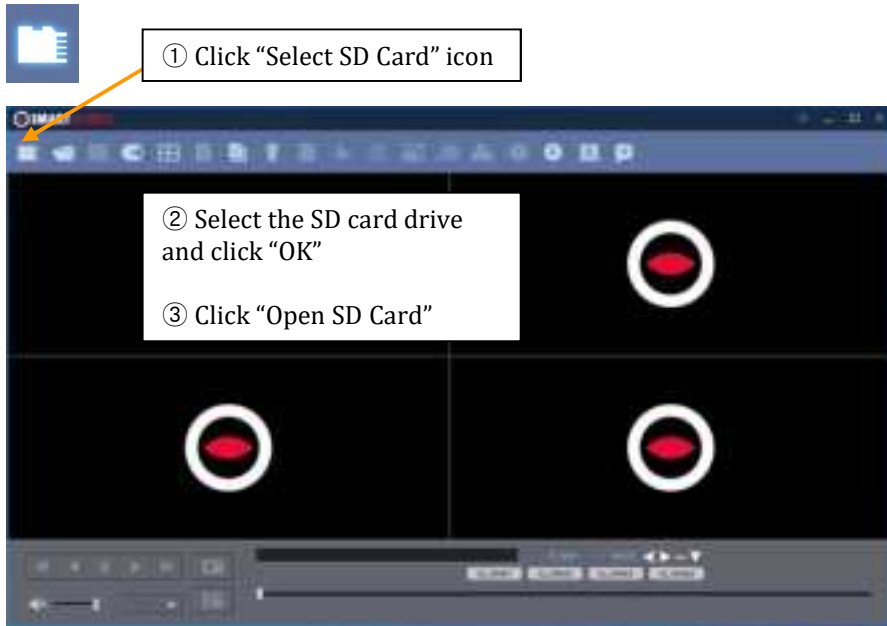 ① Click “Select SD Card” icon
② Select the SD card drive
and click “OK”
③ Click “Open SD Card”